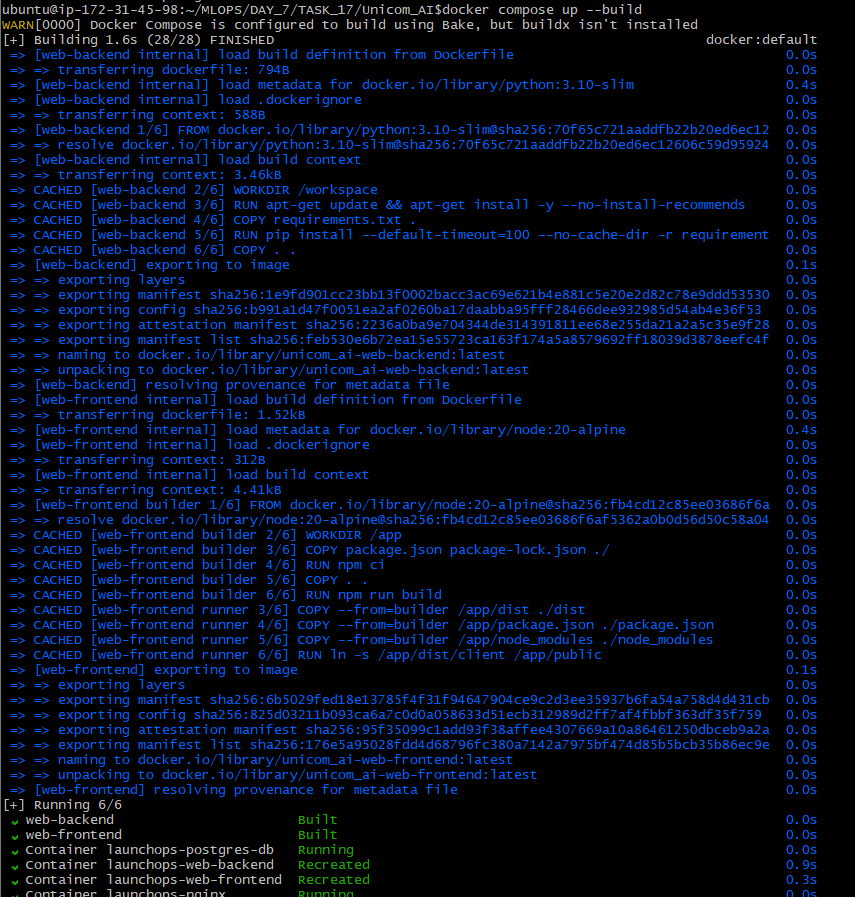 ubuntu@ip-172-31-45-98:~/MLOPS/DAY_7/TASK_17/Unicom_AI$docker compose up --build
WARN[0000] Docker Compose is configured to build using Bake, but buildx isn't installed
[+] Building 1.6s (28/28) FINISHED docker:default
=> [web-backend internal] load build definition from Dockerfile 0.0s
=> => transferring dockerfile: 794B 0.0s
=> [web-backend internal] load metadata for docker.io/library/python:3.10-slim 0.4s
=> [web-backend internal] load .dockerignore 0.0s
=> => transferring context: 588B 0.0s
=> [web-backend 1/6] FROM docker.io/library/python:3.10-slim@sha256:70f65c721aaddfb22b20ed6ec12 0.0s
=> => resolve docker.io/library/python:3.10-slim@sha256:70f65c721aaddfb22b20ed6ec12606c59d95924 0.0s
=> [web-backend internal] load build context 0.0s
=> => transferring context: 3.46kB 0.0s
=> CACHED [web-backend 2/6] WORKDIR /workspace 0.0s
=> CACHED [web-backend 3/6] RUN apt-get update && apt-get install -y --no-install-recommends 0.0s
=> CACHED [web-backend 4/6] COPY requirements.txt . 0.0s
=> CACHED [web-backend 5/6] RUN pip install --default-timeout=100 --no-cache-dir -r requirement 0.0s
=> CACHED [web-backend 6/6] COPY . . 0.0s
=> [web-backend] exporting to image 0.1s
=> => exporting layers 0.0s
=> => exporting manifest sha256:1e9fd901cc23bb13f0002bacc3ac69e621b4e881c5e20e2d82c78e9ddd53530 0.0s
=> => exporting config sha256:b991a1d47f0051ea2af0260ba17daabba95fff28466dee932985d54ab4e36f53 0.0s
=> => exporting attestation manifest sha256:2236a0ba9e704344de314391811ee68e255da21a2a5c35e9f28 0.0s
=> => exporting manifest list sha256:feb530e6b72ea15e55723ca163f174a5a8579692ff18039d3878eefc4f 0.0s
=> => naming to docker.io/library/unicom_ai-web-backend:latest 0.0s
=> => unpacking to docker.io/library/unicom_ai-web-backend:latest 0.0s
=> [web-backend] resolving provenance for metadata file 0.0s
=> [web-frontend internal] load build definition from Dockerfile 0.0s
=> => transferring dockerfile: 1.52kB 0.0s
=> [web-frontend internal] load metadata for docker.io/library/node:20-alpine 0.4s
=> [web-frontend internal] load .dockerignore 0.0s
=> => transferring context: 312B 0.0s
=> [web-frontend internal] load build context 0.0s
=> => transferring context: 4.41kB 0.0s
=> [web-frontend builder 1/6] FROM docker.io/library/node:20-alpine@sha256:fb4cd12c85ee03686f6a 0.0s
=> => resolve docker.io/library/node:20-alpine@sha256:fb4cd12c85ee03686f6af5362a0b0d56d50c58a04 0.0s
=> CACHED [web-frontend builder 2/6] WORKDIR /app 0.0s
=> CACHED [web-frontend builder 3/6] COPY package.json package-lock.json ./ 0.0s
=> CACHED [web-frontend builder 4/6] RUN npm ci 0.0s
=> CACHED [web-frontend builder 5/6] COPY . . 0.0s
=> CACHED [web-frontend builder 6/6] RUN npm run build 0.0s
=> CACHED [web-frontend runner 3/6] COPY --from=builder /app/dist ./dist 0.0s
=> CACHED [web-frontend runner 4/6] COPY --from=builder /app/package.json ./package.json 0.0s
=> CACHED [web-frontend runner 5/6] COPY --from=builder /app/node_modules ./node_modules 0.0s
=> CACHED [web-frontend runner 6/6] RUN ln -s /app/dist/client /app/public 0.0s
=> [web-frontend] exporting to image 0.1s
=> => exporting layers 0.0s
=> => exporting manifest sha256:6b5029fed18e13785f4f31f94647904ce9c2d3ee35937b6fa54a758d4d431cb 0.0s
=> => exporting config sha256:825d03211b093ca6a7c0d0a058633d51ecb312989d2ff7af4fbbf363df35f759 0.0s
=> => exporting attestation manifest sha256:95f35099c1add93f38affee4307669a10a86461250dbceb9a2a 0.0s
=> => exporting manifest list sha256:176e5a95028fdd4d68796fc380a7142a7975bf474d85b5bcb35b86ec9e 0.0s
=> => naming to docker.io/library/unicom_ai-web-frontend:latest 0.0s
=> => unpacking to docker.io/library/unicom_ai-web-frontend:latest 0.0s
=> [web-frontend] resolving provenance for metadata file 0.0s
[+] Running 6/6
✔ web-backend Built 0.0s
✔ web-frontend Built 0.0s
✔ Container launchops-postgres-db Running 0.0s
✔ Container launchops-web-backend Recreated 0.9s
✔ Container launchops-web-frontend Recreated 0.3s
✔ Container launchops-nginx Running 0.0s